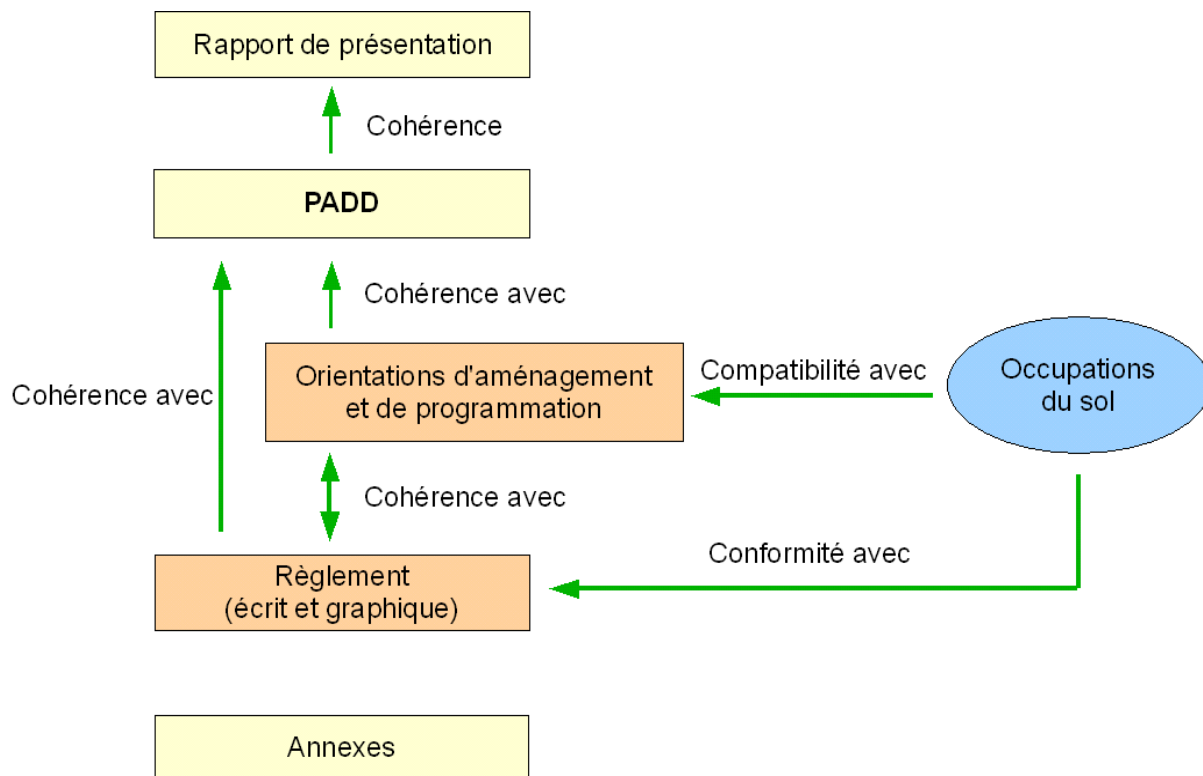 Rapport de présentation
Cohérence
PADD
Cohérence avec
Cohérence avec
Orientations d'aménagement
et de programmation
Compatibilité avec
Occupations
du sol
Cohérence avec
Conformité avec
Règlement
(écrit et graphique)
Annexes